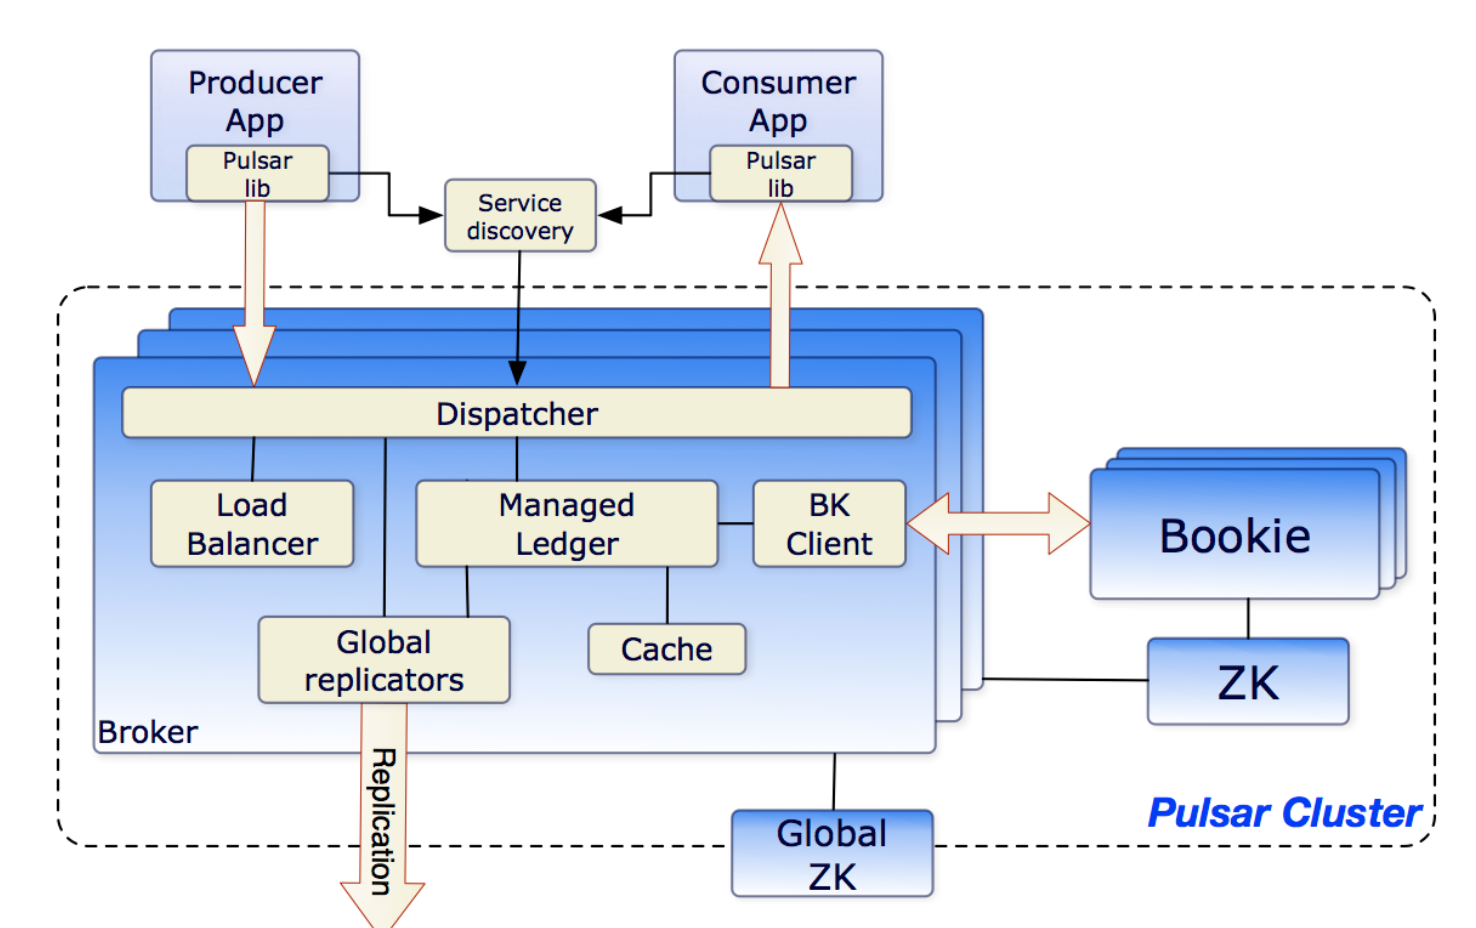 Producer
App
Pulsar
lib
Consumer
App
Pulsar
lib
Service
discovery
Dispatcher
Load
Balancer
Managed
Ledger
BK
Client
Bookie
Global
replicators
Cache
ZK
Broker
Replication
Pulsar Cluster
Global
ZK